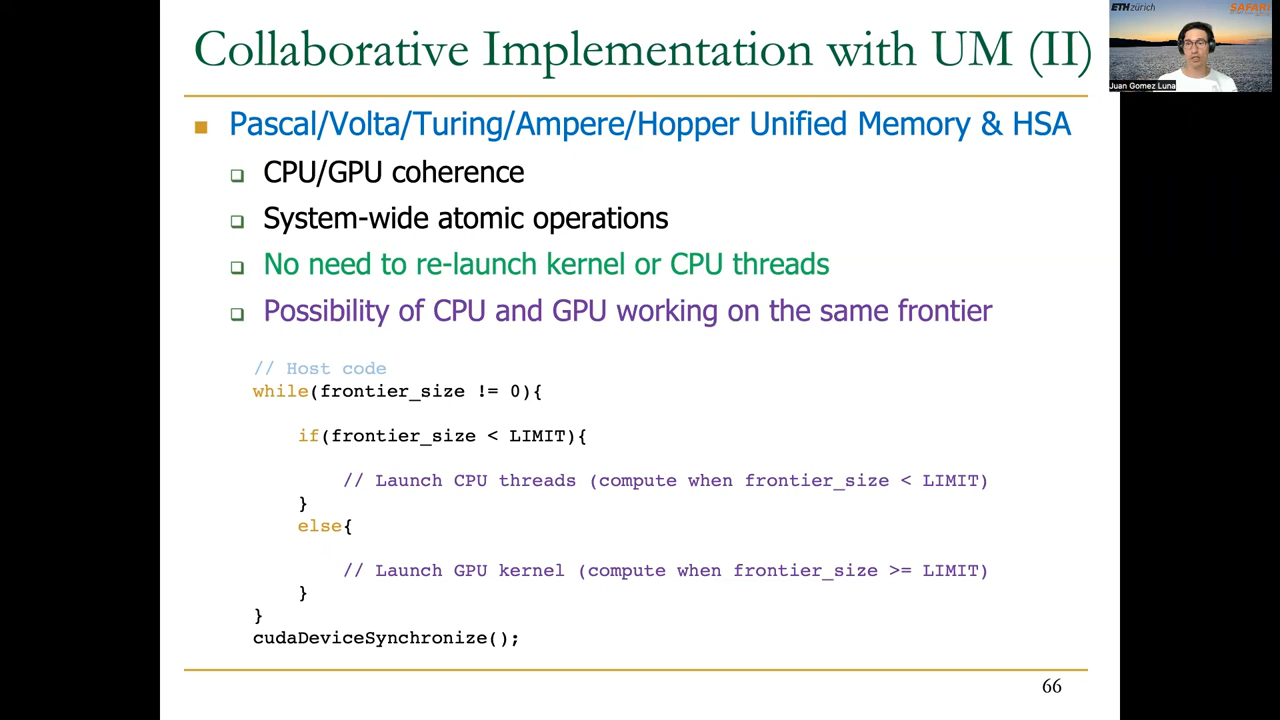 Collaborative Implementation with UM (II)
ETH zürich
SAFARI
Juan Gomez Luna
Pascal/Volta/Turing/Ampere/Hopper Unified Memory & HSA
CPU/GPU coherence
System-wide atomic operations
No need to re-launch kernel or CPU threads
Possibility of CPU and GPU working on the same frontier
// Host code
while(frontier_size != 0){
if(frontier_size < LIMIT){
// Launch CPU threads (compute when frontier_size < LIMIT)
}
else{
// Launch GPU kernel (compute when frontier_size >= LIMIT)
}
}
cudaDeviceSynchronize();
66